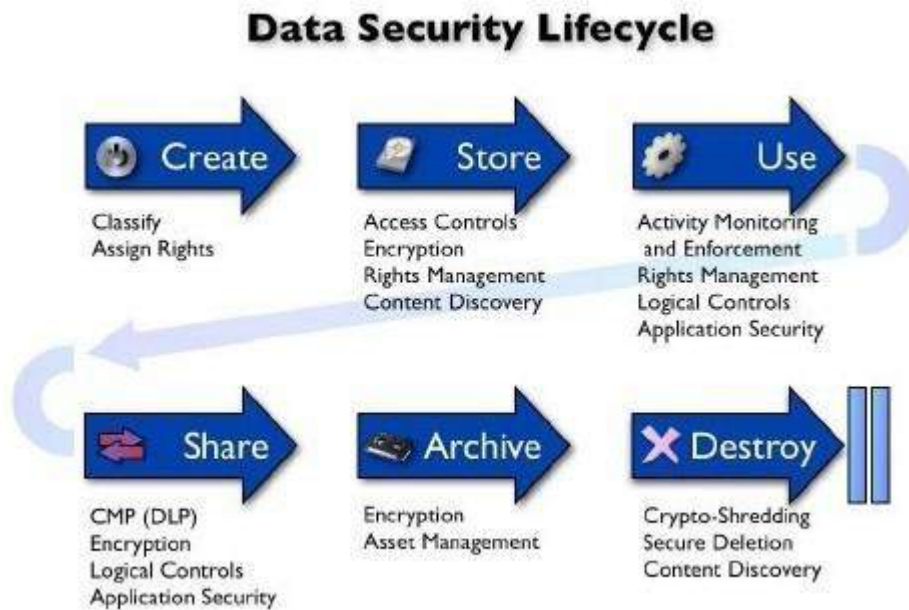 Data Security Lifecycle
Create
Classify
Assign Rights
Store
Access Controls
Encryption
Rights Management
Content Discovery
Use
Activity Monitoring
and Enforcement
Rights Management
Logical Controls
Application Security
Share
CMP (DLP)
Encryption
Logical Controls
Application Security
Archive
Encryption
Asset Management
Destroy
Crypto-Shredding
Secure Deletion
Content Discovery